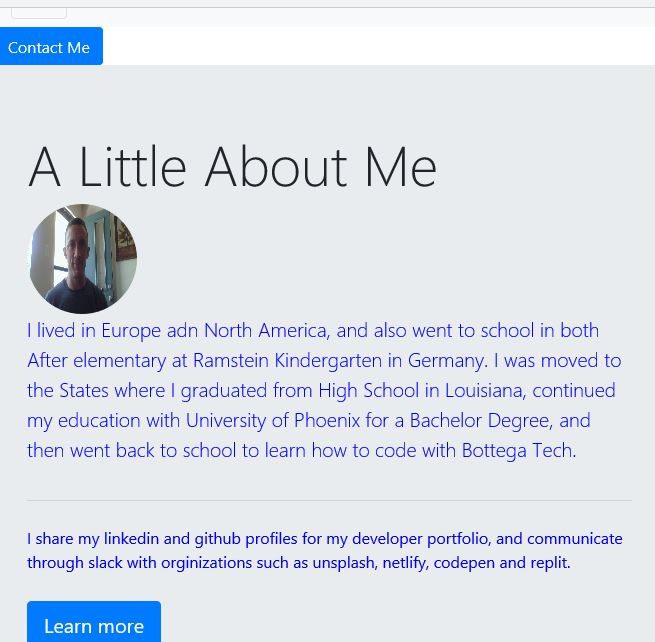 Contact Me
A Little About Me
I lived in Europe adn North America, and also went to school in both
After elementary at Ramstein Kindergarten in Germany. I was moved to
the States where I graduated from High School in Louisiana, continued
my education with University of Phoenix for a Bachelor Degree, and
then went back to school to learn how to code with Bottega Tech.
I share my linkedin and github profiles for my developer portfolio, and communicate
through slack with orginizations such as unsplash, netlify, codepen and replit.
Learn more